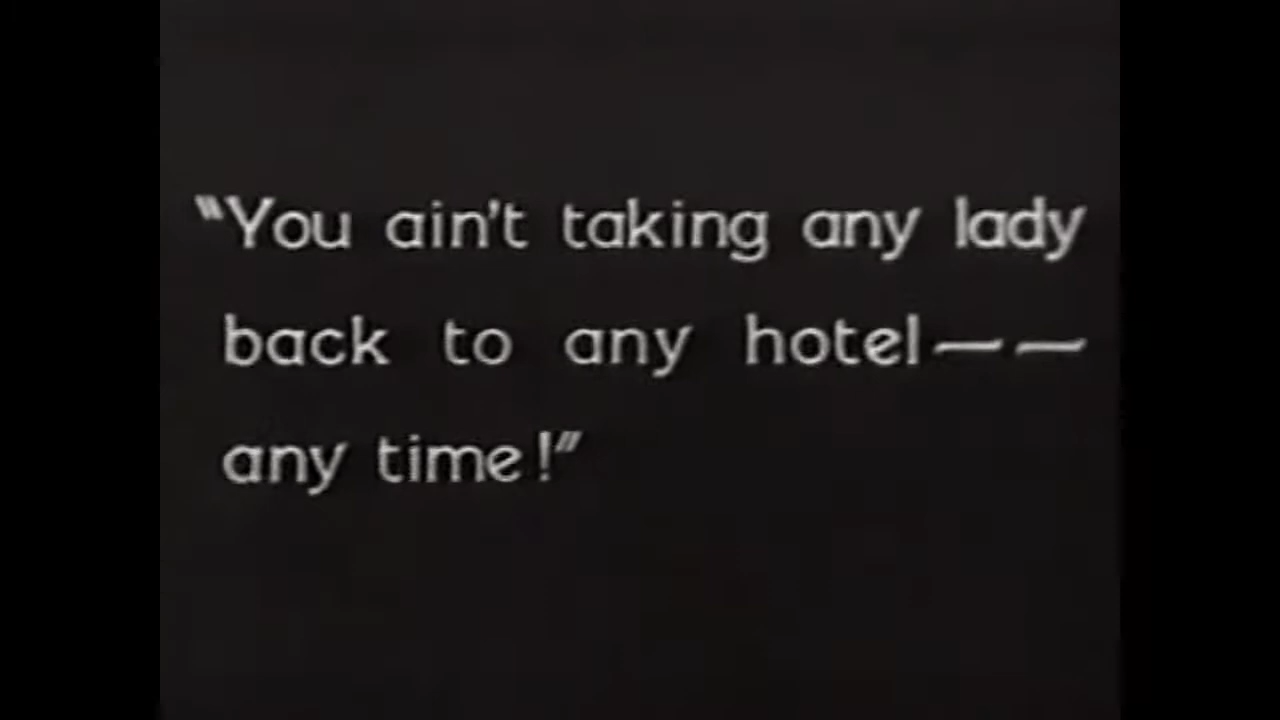 "You ain't taking any lady
back to any hotel — —
any time!"